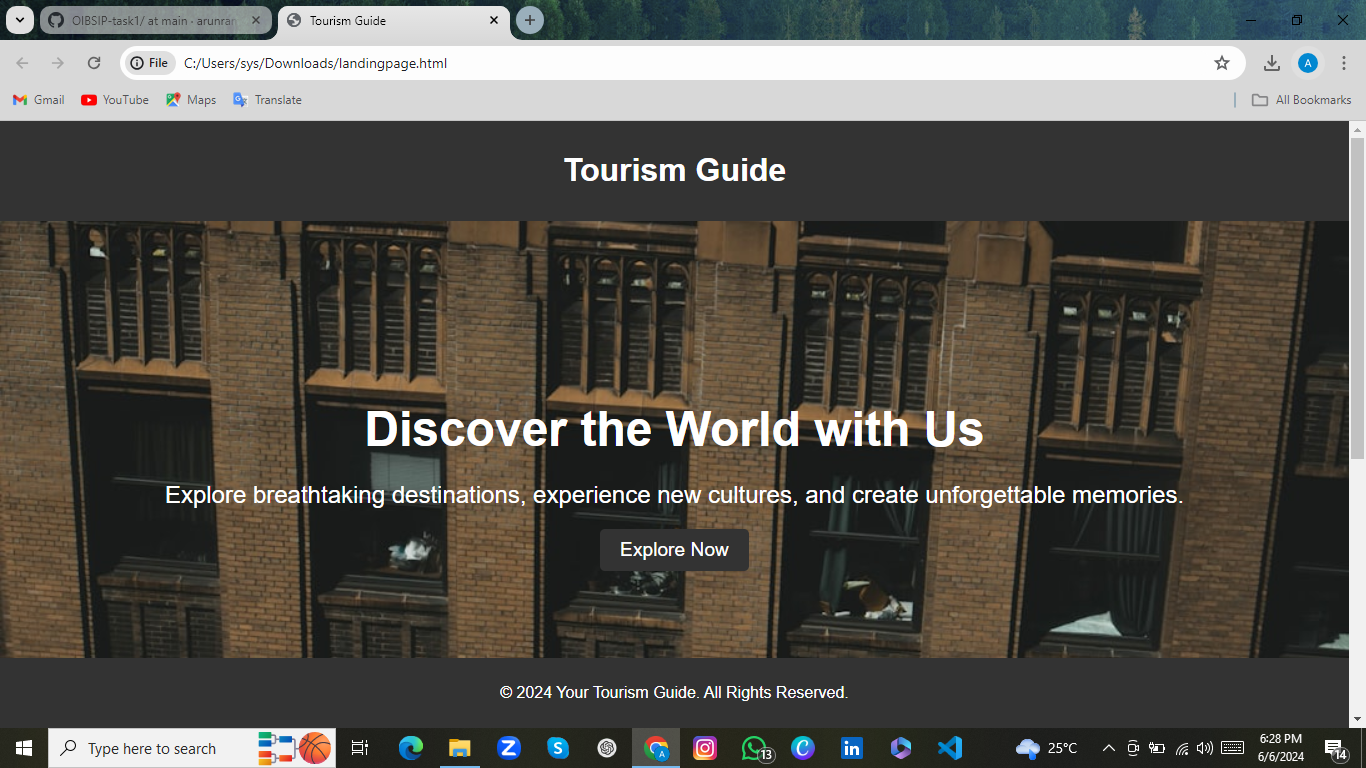 OIBSIP-task1/ at main · arunran
Tourism Guide
File
C:/Users/sys/Downloads/landingpage.html
A
Gmail
YouTube
Maps
Translate
All Bookmarks
Tourism Guide
Discover the World with Us
Explore breathtaking destinations, experience new cultures, and create unforgettable memories.
Explore Now
© 2024 Your Tourism Guide. All Rights Reserved.
Type here to search
13
25°C
6:28 PM
6/6/2024
14